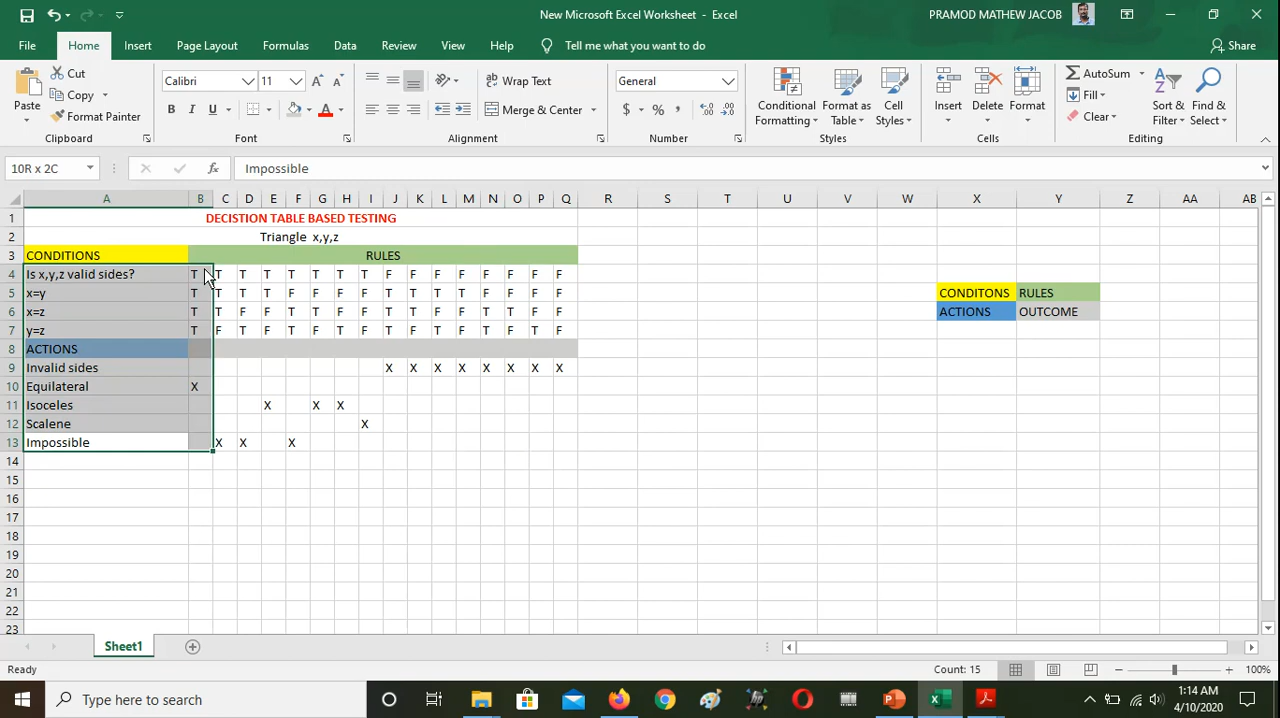 New Microsoft Excel Worksheet - Excel PRAMOD MATHEW JACOB
File Home Insert Page Layout Formulas Data Review View Help Tell me what you want to do Share
Cut Calibri 11 Wrap Text General AutoSum
Copy Fill
Paste Format Painter B I U Merge & Center $ % Conditional Formatting Format as Table Cell Styles Insert Delete Format Clear Sort & Filter Find & Select
Clipboard Font Alignment Number Styles Cells Editing
10R x 2C fx Impossible
A B C D E F G H I J K L M N O P Q R S T U V W X Y Z AA AB
1 DECISTION TABLE BASED TESTING
2 Triangle x,y,z
3 CONDITIONS RULES
4 Is x,y,z valid sides? T T T T T T T T F F F F F F F F
5 x=y T T T T F F F F T T T T F F F F CONDITONS RULES
6 x=z T T F F T T F F T T F F T T F F ACTIONS OUTCOME
7 y=z T F T F T F T F T F T F T F T F
8 ACTIONS
9 Invalid sides X X X X X X X X
10 Equilateral X
11 Isoceles X X X
12 Scalene X
13 Impossible X X X
14
15
16
17
18
19
20
21
22
23
Sheet1
Ready Count: 15 100%
Type here to search 1:14 AM
4/10/2020